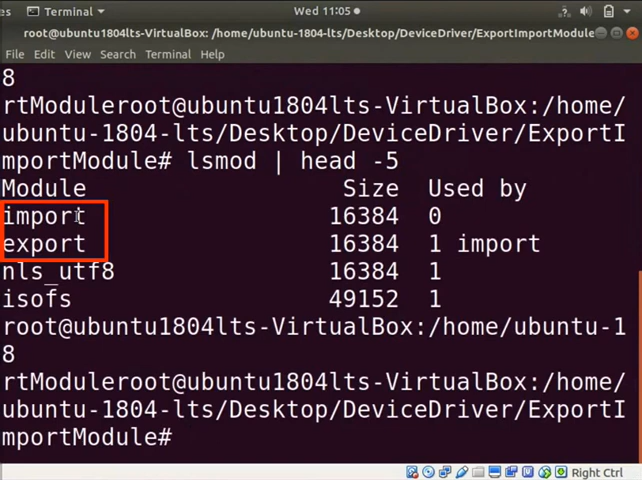 es Terminal Wed 11:05
root@ubuntu1804lts-VirtualBox: /home/ubuntu-1804-lts/Desktop/DeviceDriver/ExportImportModule
File Edit View Search Terminal Help
8
rtModuleroot@ubuntu1804lts-VirtualBox:/home/
ubuntu-1804-lts/Desktop/DeviceDriver/ExportI
mportModule# lsmod | head -5
Module Size Used by
import 16384 0
export 16384 1 import
nls_utf8 16384 1
isofs 49152 1
root@ubuntu1804lts-VirtualBox:/home/ubuntu-1
8
rtModuleroot@ubuntu1804lts-VirtualBox:/home/
ubuntu-1804-lts/Desktop/DeviceDriver/ExportI
mportModule#
Right Ctrl